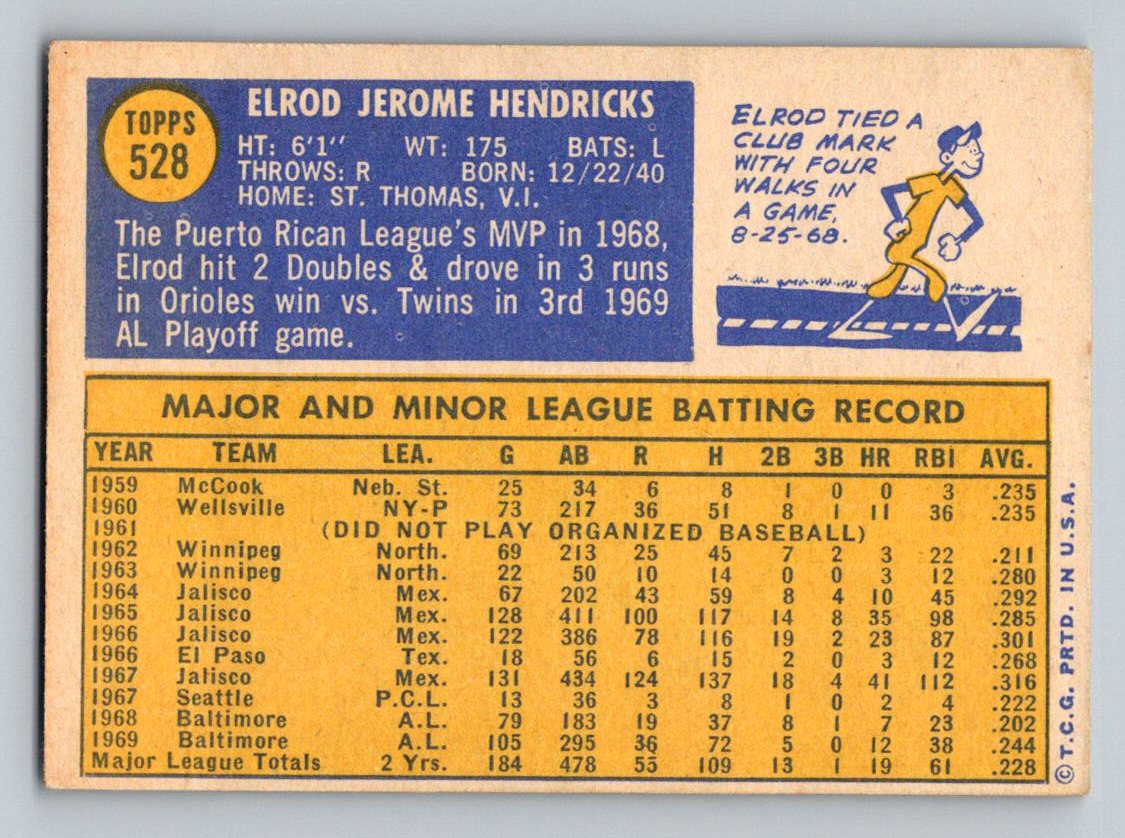 TOPPS
528
ELROD JEROME HENDRICKS
HT: 6'1" WT: 175 BATS: L
THROWS: R BORN: 12/22/40
HOME: ST. THOMAS, V.I.
The Puerto Rican League's MVP in 1968,
Elrod hit 2 Doubles & drove in 3 runs
in Orioles win vs. Twins in 3rd 1969
AL Playoff game.
ELROD TIED A
CLUB MARK
WITH FOUR
WALKS IN
A GAME,
8-25-68.
MAJOR AND MINOR LEAGUE BATTING RECORD
YEAR TEAM LEA. G AB R H 2B 3B HR RBI AVG.
1959 McCook Neb. St. 25 34 6 8 1 0 0 3 .235
1960 Wellsville NY-P 73 217 36 51 8 1 11 36 .235
1961 (DID NOT PLAY ORGANIZED BASEBALL)
1962 Winnipeg North. 69 213 25 45 7 2 3 22 .211
1963 Winnipeg North. 22 50 10 14 0 0 3 12 .280
1964 Jalisco Mex. 67 202 43 59 8 4 10 45 .292
1965 Jalisco Mex. 128 411 100 117 14 8 35 98 .285
1966 Jalisco Mex. 122 386 78 116 19 2 23 87 .301
1966 El Paso Tex. 18 56 6 15 2 0 3 12 .268
1967 Jalisco Mex. 131 434 124 137 18 4 41 112 .316
1967 Seattle P.C.L. 13 36 3 8 1 0 2 4 .222
1968 Baltimore A.L. 79 183 19 37 8 1 7 23 .202
1969 Baltimore A.L. 105 295 36 72 5 0 12 38 .244
Major League Totals 2 Yrs. 184 478 55 109 13 1 19 61 .228
© T.C.G. PRTD. IN U.S.A.